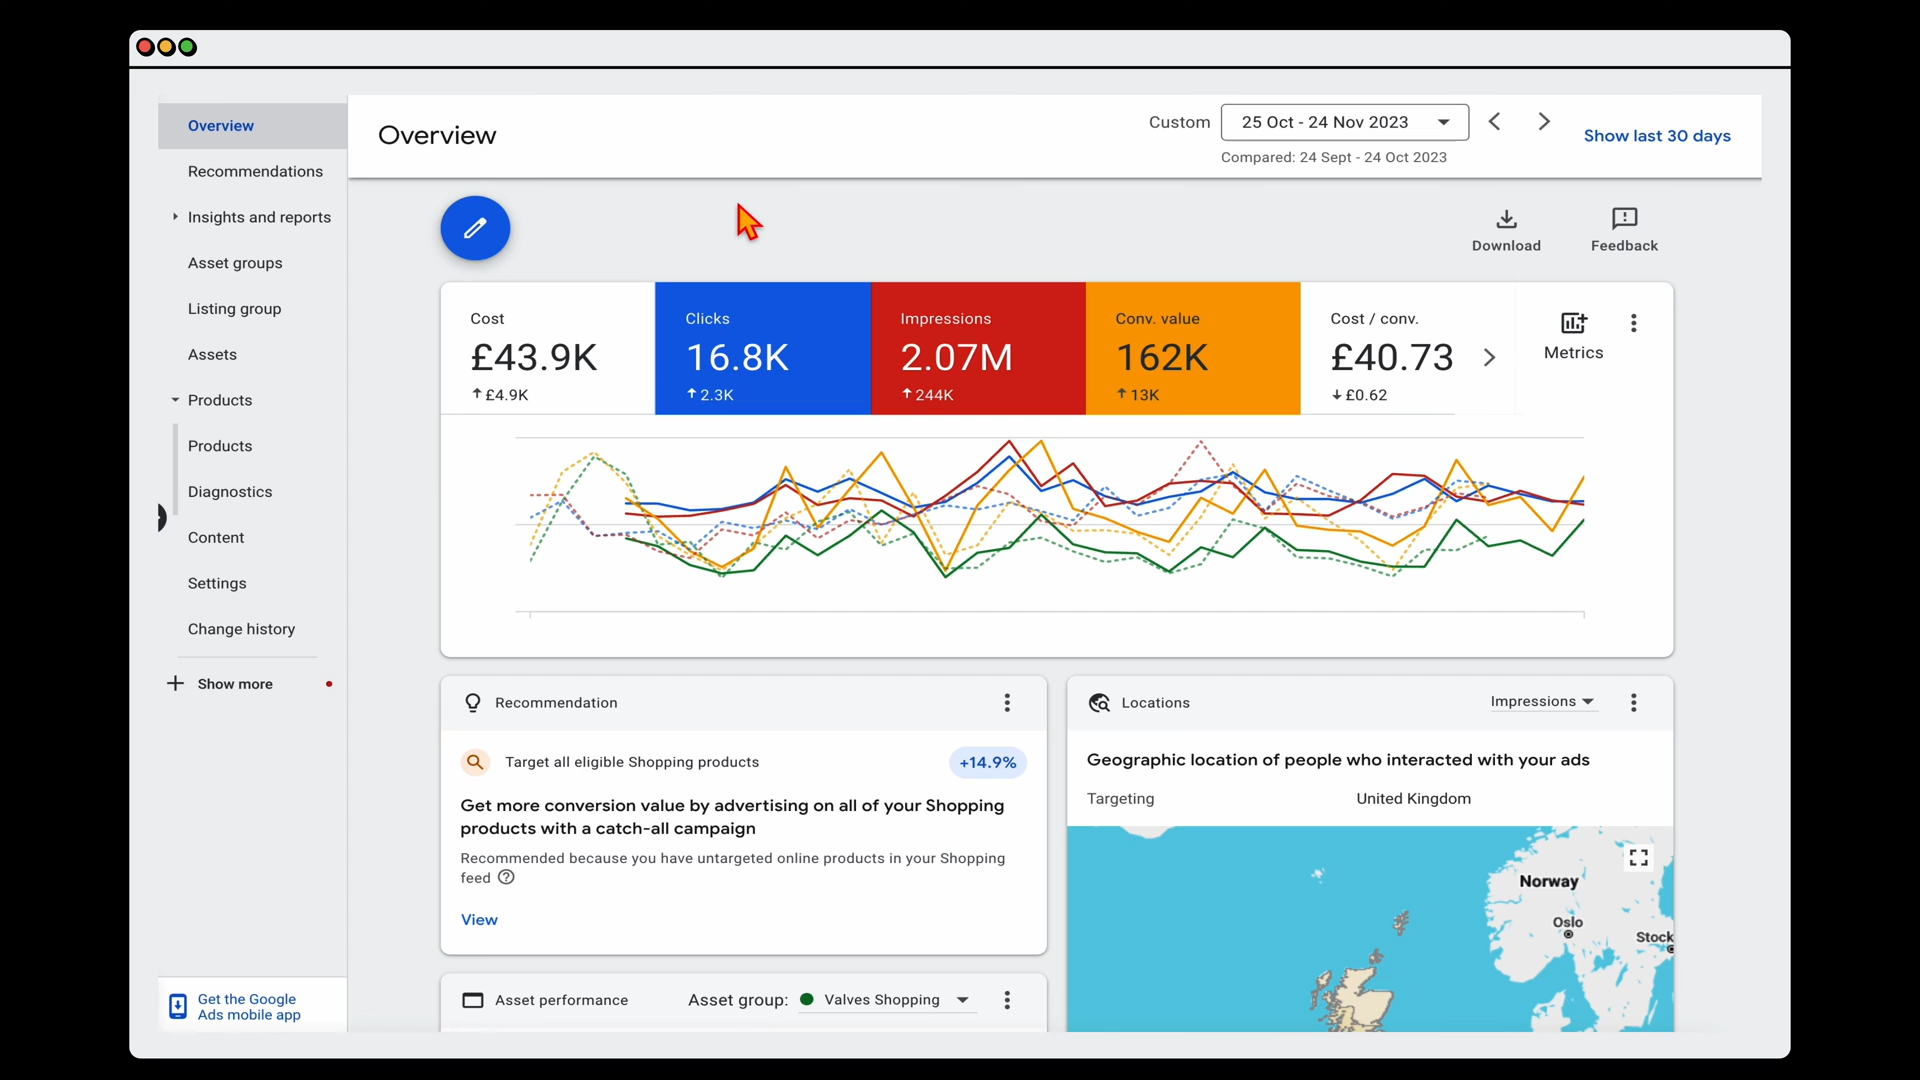 Overview
Recommendations
Insights and reports
Asset groups
Listing group
Assets
Products
Products
Diagnostics
Content
Settings
Change history
Show more
Get the Google
Ads mobile app
Overview
Custom
25 Oct - 24 Nov 2023
Compared: 24 Sept - 24 Oct 2023
Show last 30 days
Download
Feedback
Cost
£43.9K
£4.9K
Clicks
16.8K
2.3K
Impressions
2.07M
244K
Conv. value
162K
13K
Cost / conv.
£40.73
£0.62
Metrics
Recommendation
Target all eligible Shopping products
+14.9%
Get more conversion value by advertising on all of your Shopping
products with a catch-all campaign
Recommended because you have untargeted online products in your Shopping
feed
View
Asset performance
Asset group:
Valves Shopping
Locations
Impressions
Geographic location of people who interacted with your ads
Targeting
United Kingdom
Norway
Oslo
Stock